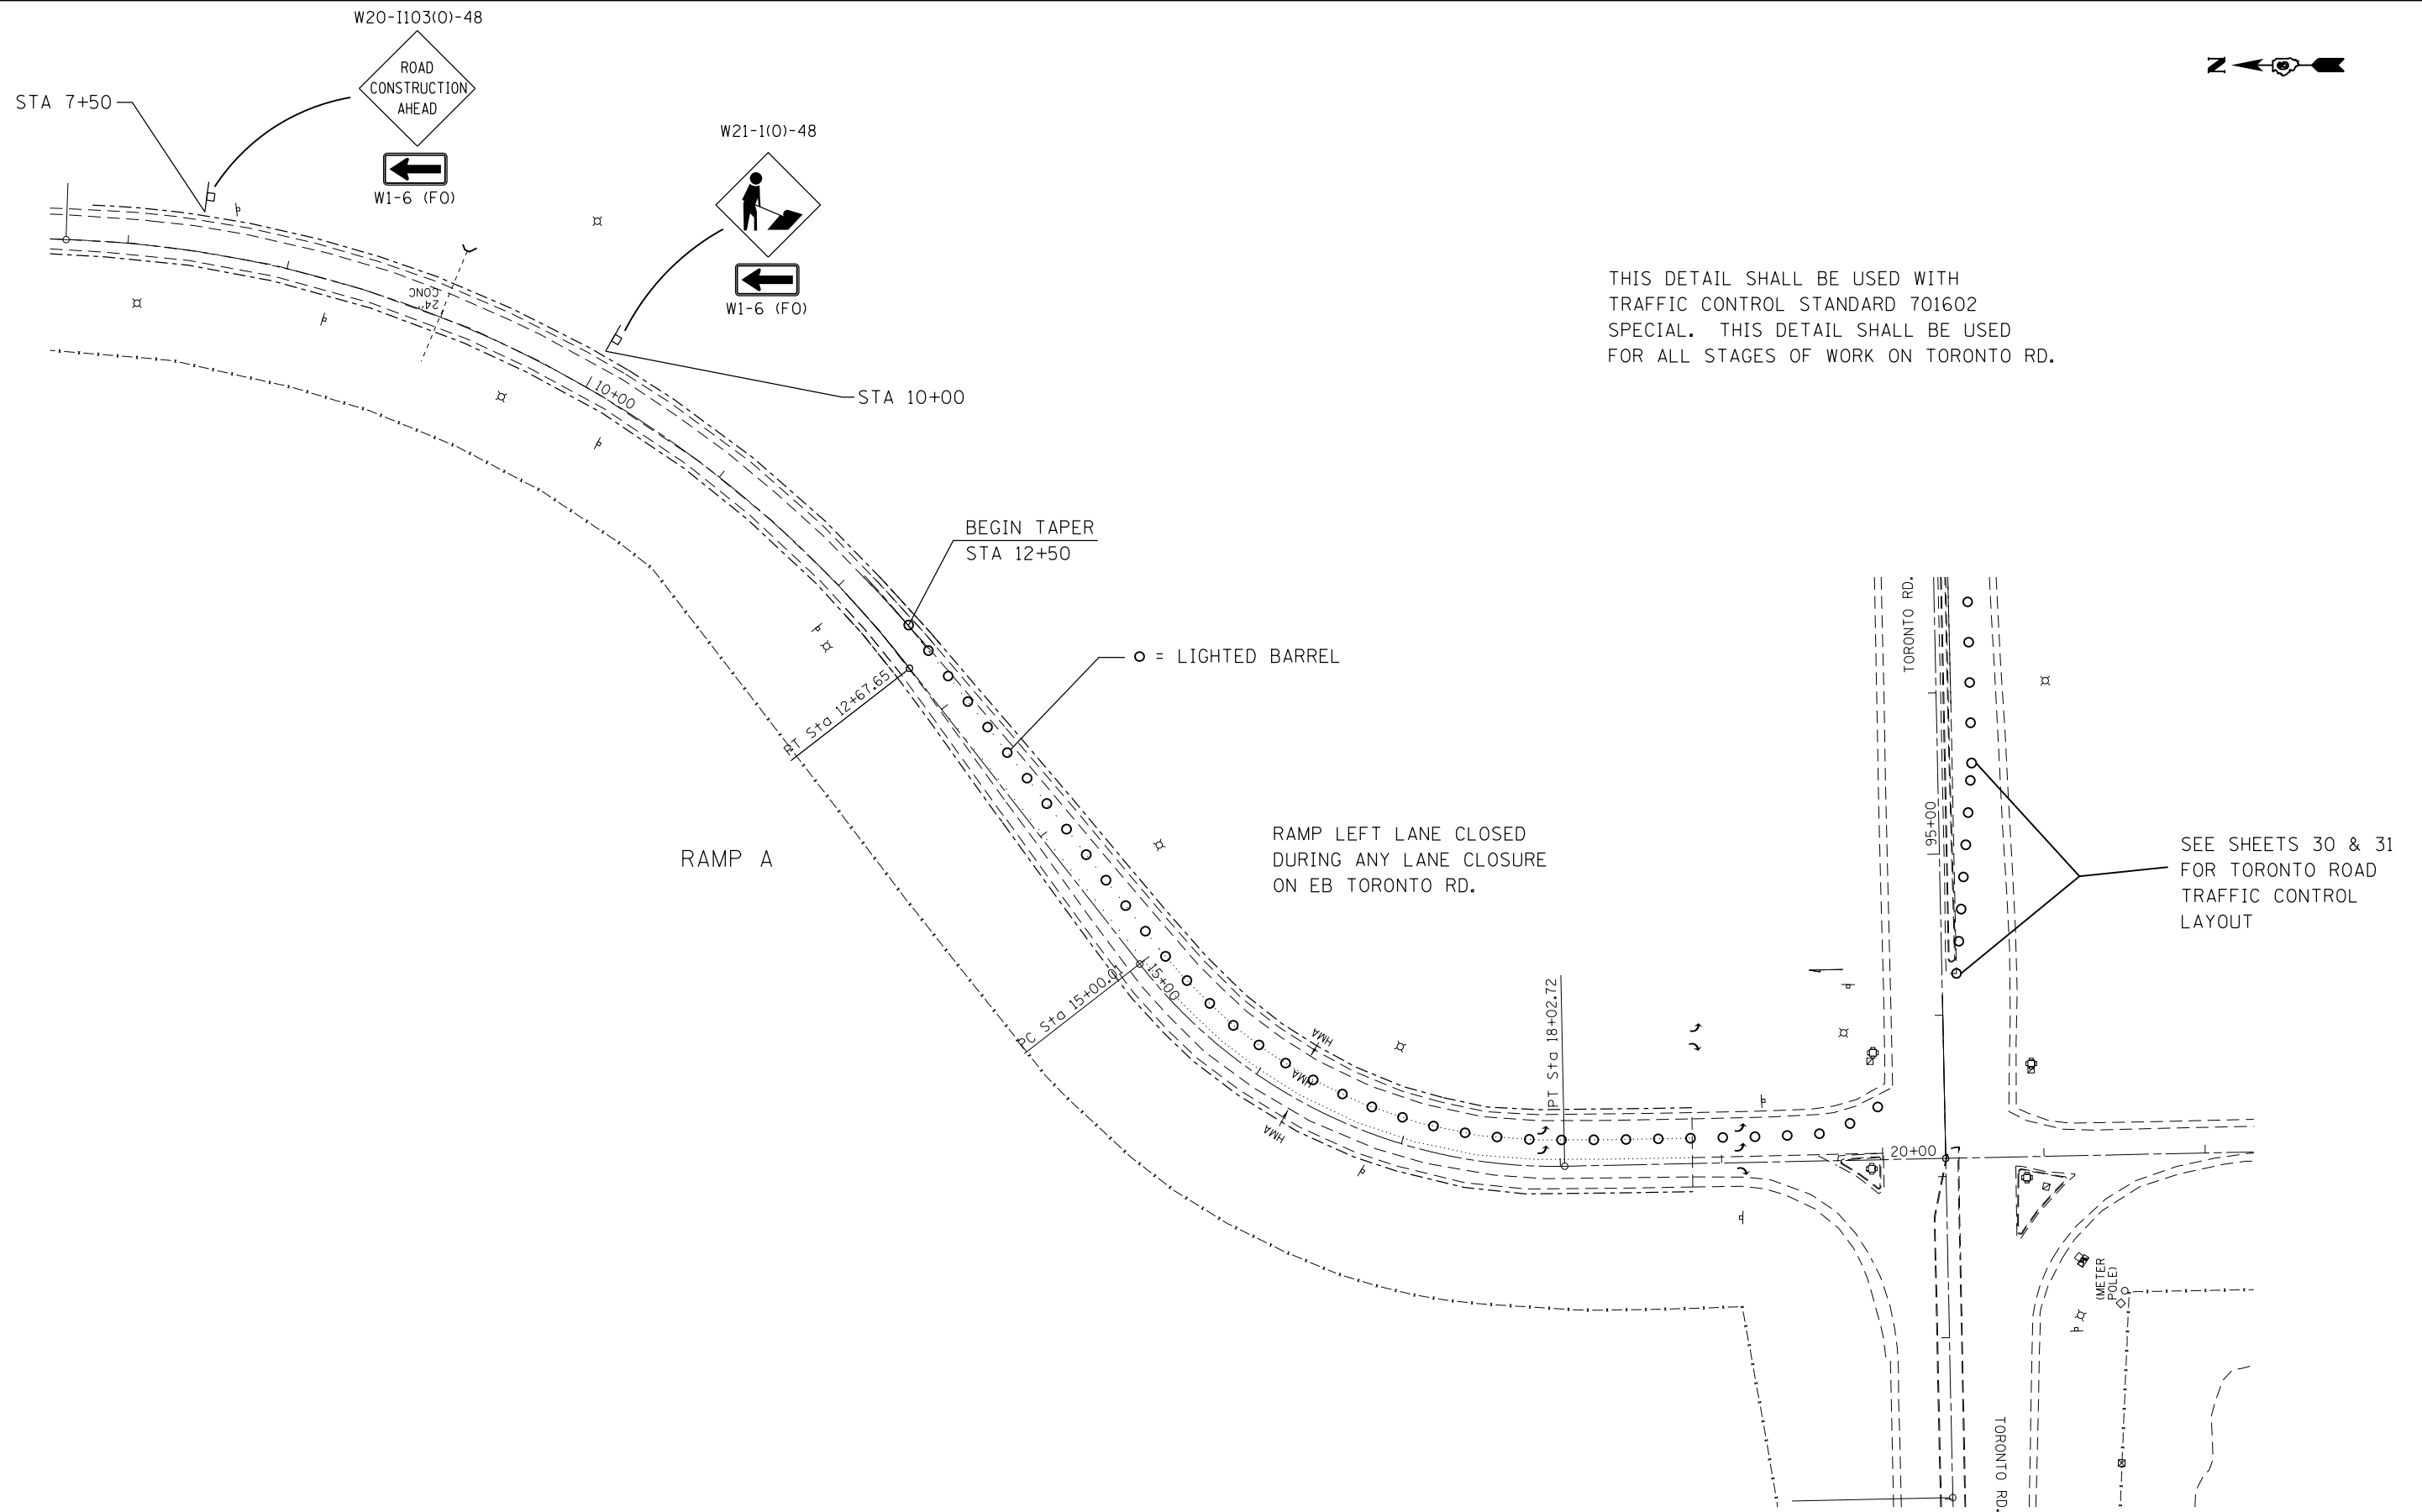 W20-I103(O)-48
ROAD
CONSTRUCTION
AHEAD
W1-6 (FO)
STA 7+50
W21-1(O)-48
W1-6 (FO)
N
24"
CONC
10+00
STA 10+00
THIS DETAIL SHALL BE USED WITH
TRAFFIC CONTROL STANDARD 701602
SPECIAL. THIS DETAIL SHALL BE USED
FOR ALL STAGES OF WORK ON TORONTO RD.
BEGIN TAPER
STA 12+50
O = LIGHTED BARREL
PT Sta 12+67.65
TORONTO RD.
95+00
RAMP A
RAMP LEFT LANE CLOSED
DURING ANY LANE CLOSURE
ON EB TORONTO RD.
SEE SHEETS 30 & 31
FOR TORONTO ROAD
TRAFFIC CONTROL
LAYOUT
PC Sta 15+00.0
15+00
HMA
HMA
HMA
PT Sta 18+02.72
20+00
(METER
POLE)
TORONTO RD.